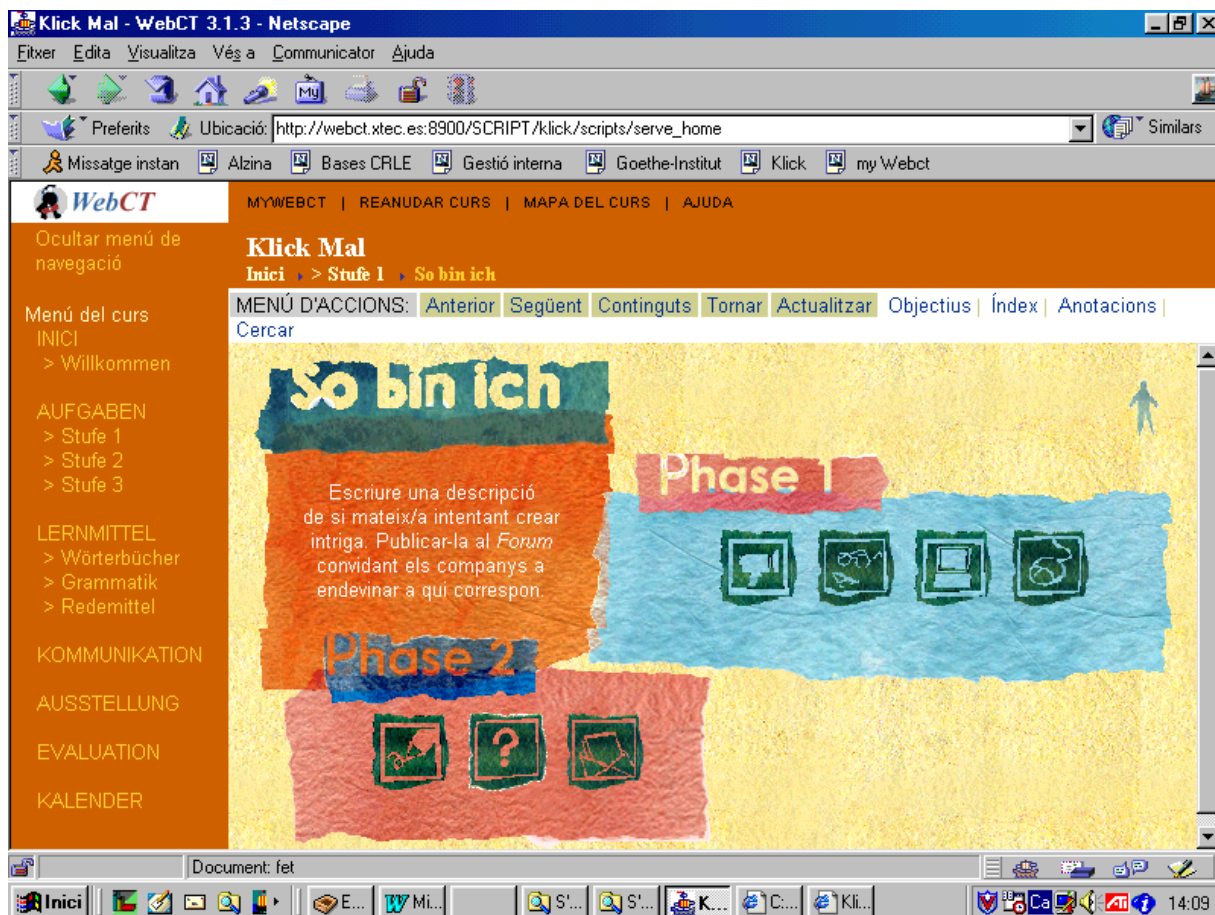 Klick Mal - WebCT 3.1.3 - Netscape
Fitxer Edita Visualitza Vés a Communicator Ajuda
My
Preferits Ubicació: http://webct.xtec.es:8900/SCRIPT/klick/scripts/serve_home Similars
Missatge instan Alzina Bases CRLE Gestió interna Goethe-Institut Klick my Webct
WebCT
MYWEBCT | REANUDAR CURS | MAPA DEL CURS | AJUDA
Ocultar menú de
navegació
Klick Mal
Inici > Stufe 1 So bin ich
MENÚ D'ACCIONS: Anterior Següent Continguts Tornar Actualitzar Objectius | Índex | Anotacions |
Cercar
Menú del curs
INICI
> Willkommen
AUFGABEN
> Stufe 1
> Stufe 2
> Stufe 3
LERNMITTEL
> Wörterbücher
> Grammatik
> Redemittel
KOMMUNIKATION
AUSSTELLUNG
EVALUATION
KALENDER
So bin ich
Escriure una descripció
de si mateix/a intentant crear
intriga. Publicar-la al Forum
convidant els companys a
endevinar a qui correspon.
Phase 1
Phase 2
?
Document: fet
Inici E... Mi... S'... S'... K... C:... Kli... Ca ATI 14:09